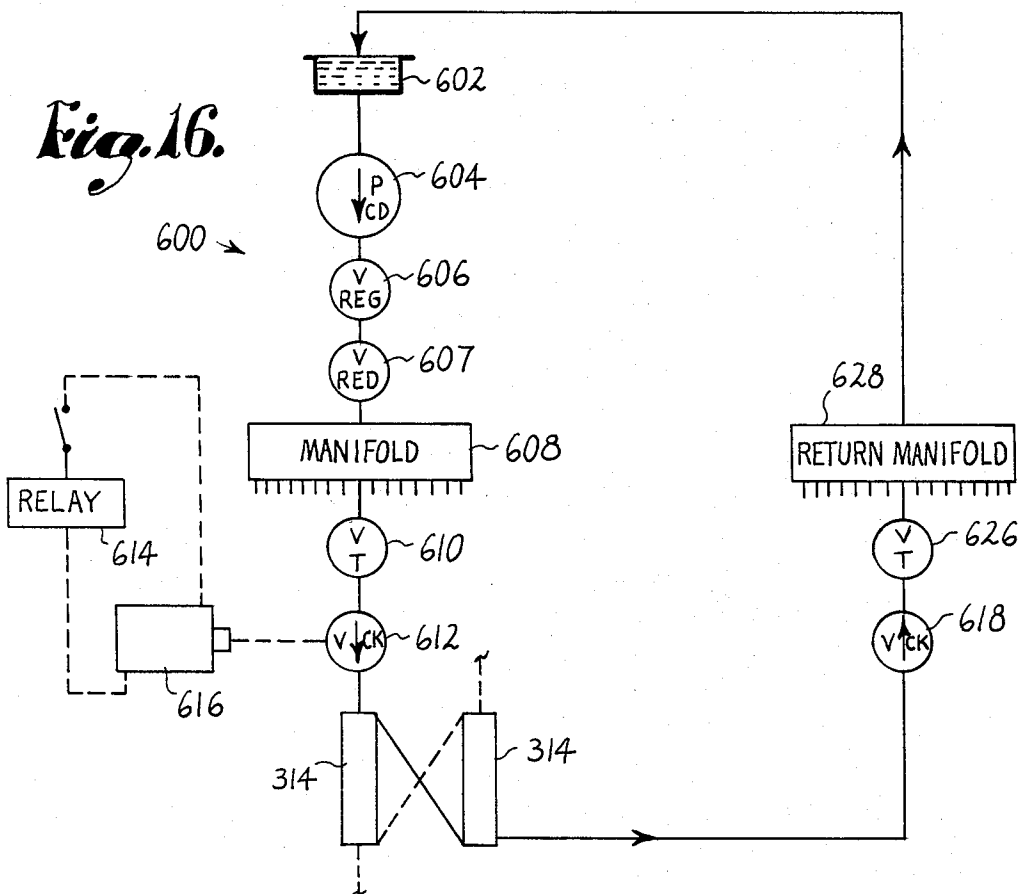 Fig. 16.
600
602
604
P
CD
606
V
REG
607
V
RED
MANIFOLD
608
628
RETURN MANIFOLD
RELAY
614
V
T
610
V
T
626
616
V CK
612
V CK
618
314
314